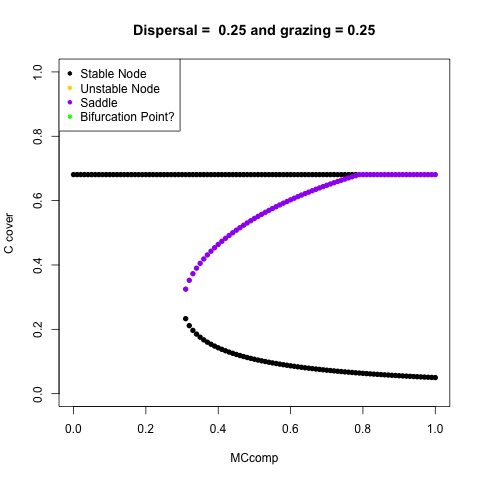 Dispersal =  0.25 and grazing = 0.25
Stable Node
Unstable Node
Saddle
Bifurcation Point?
C cover
1.0
0.8
0.6
0.4
0.2
0.0
0.0 0.2 0.4 0.6 0.8 1.0
MCcomp